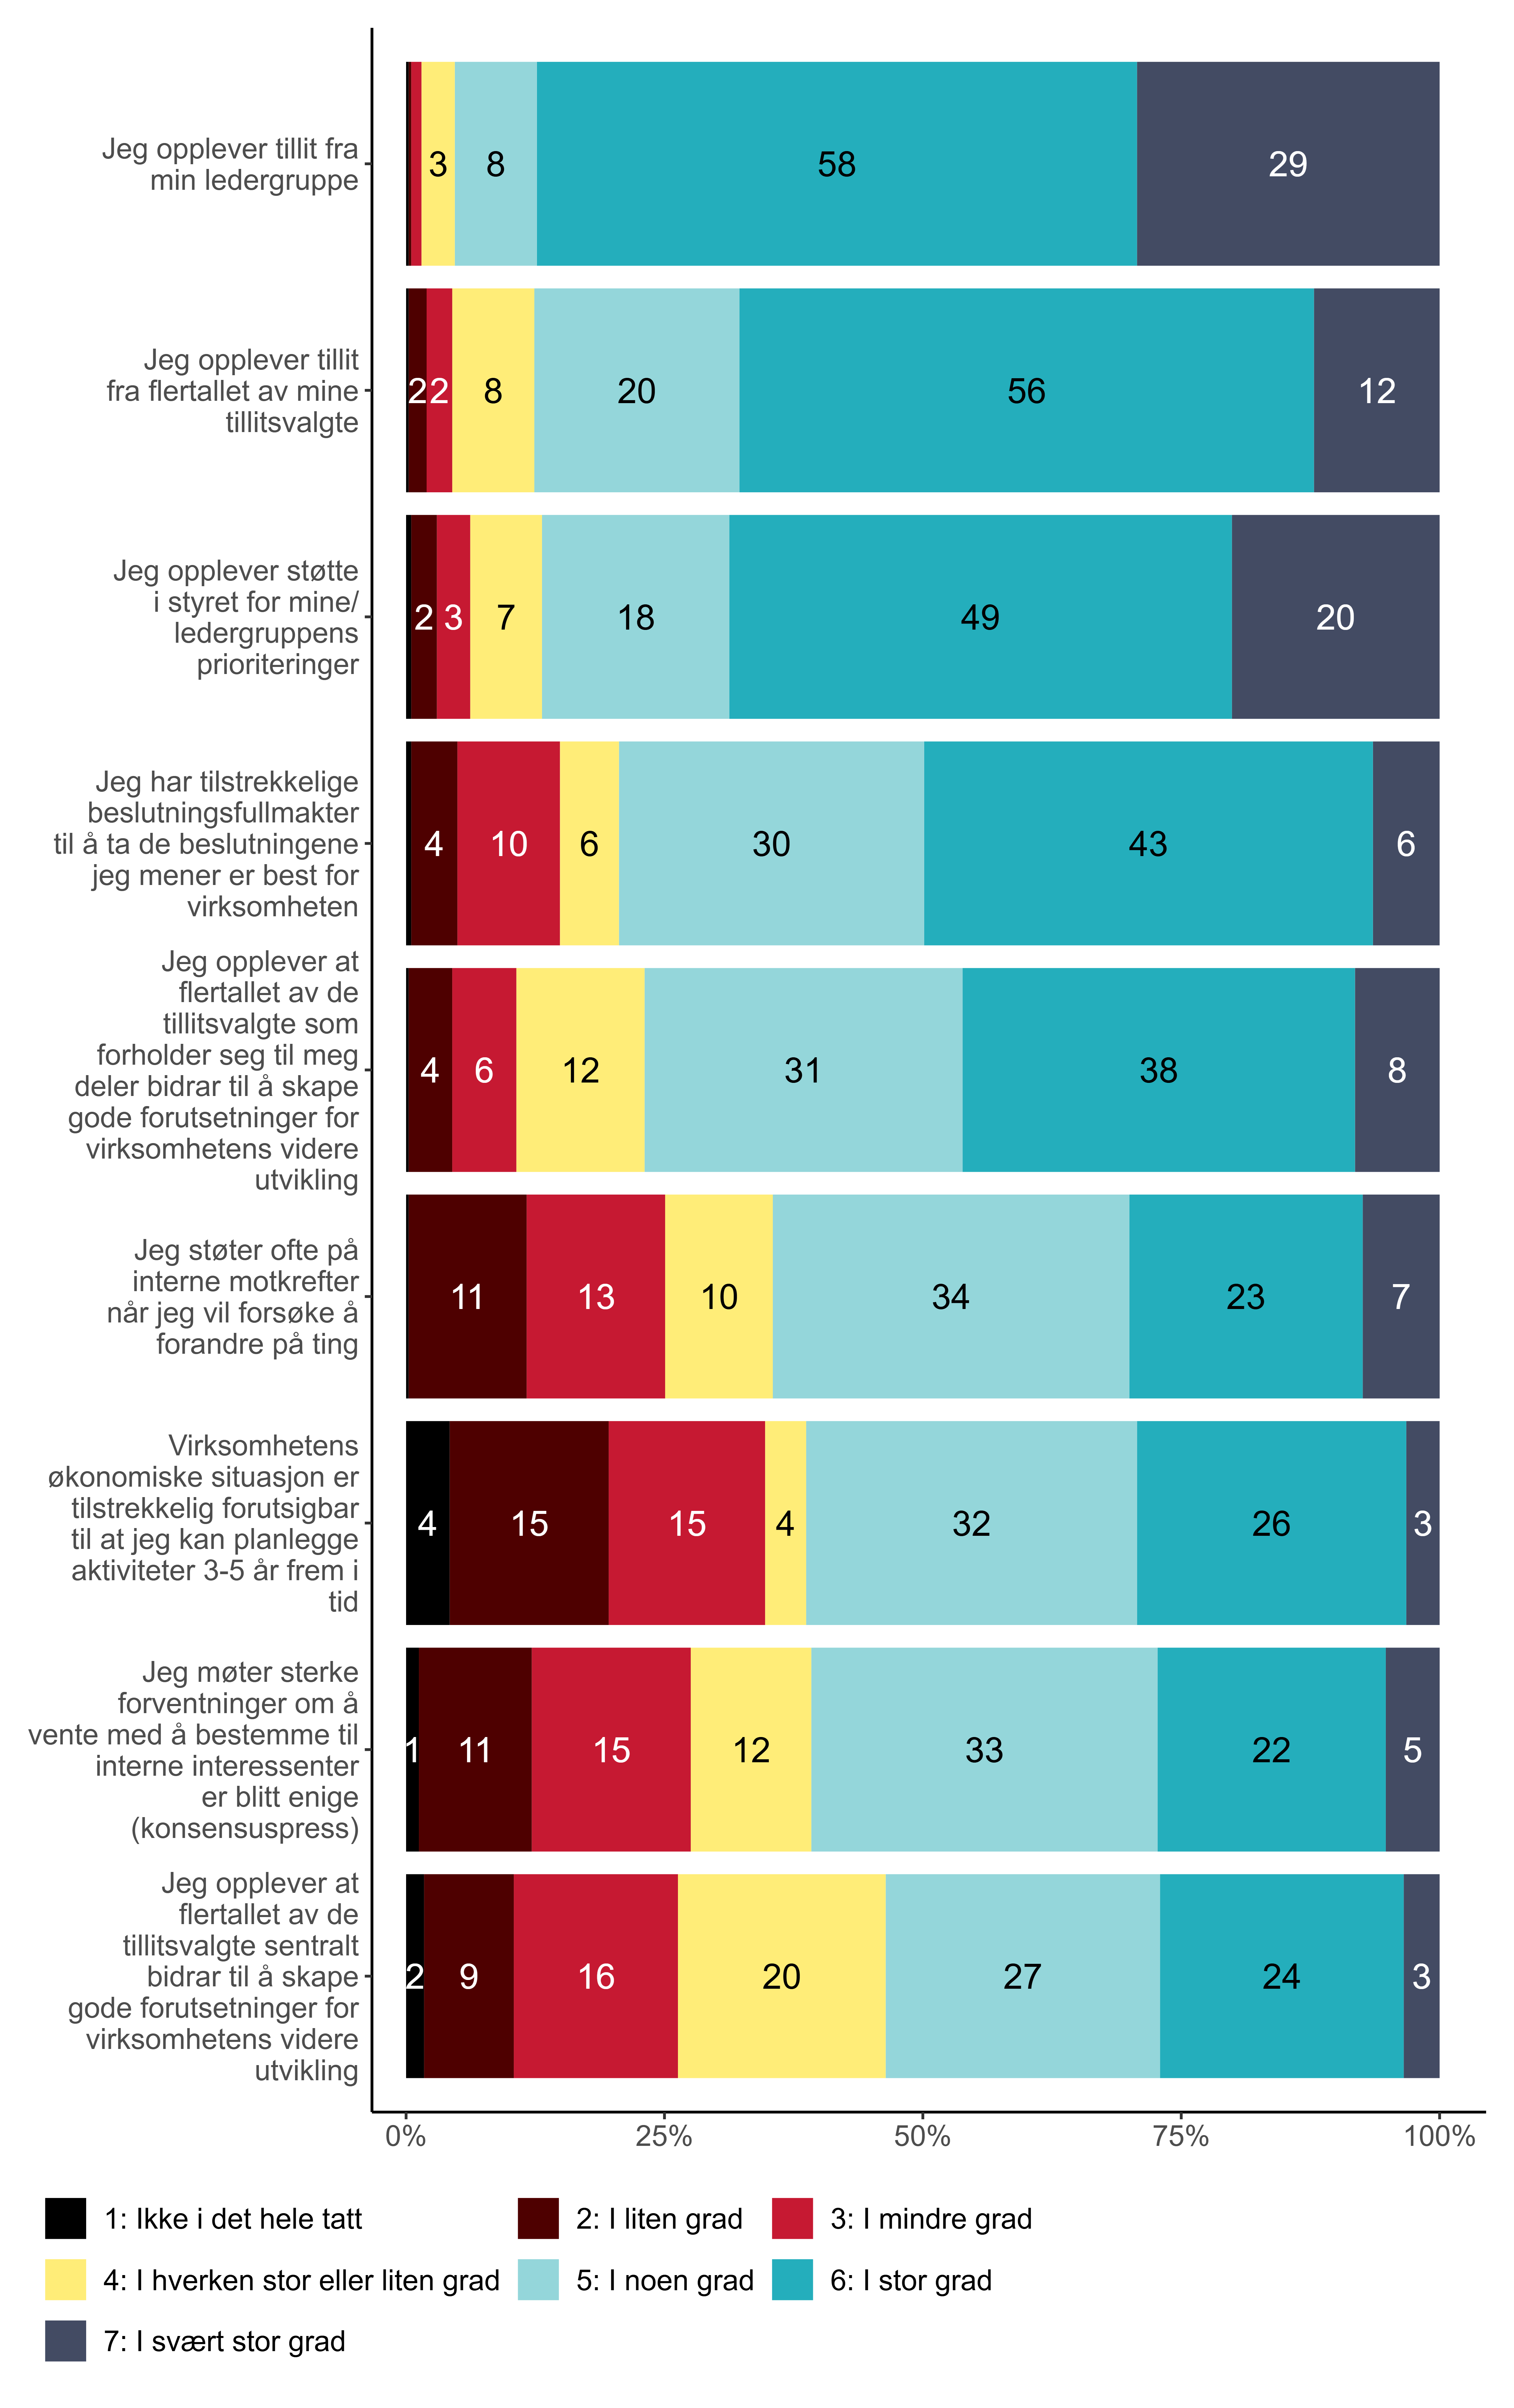 Jeg opplever tillit fra
min ledergruppe
3 8 58 29
Jeg opplever tillit
fra flertallet av mine
tillitsvalgte
2 2 8 20 56 12
Jeg opplever støtte
i styret for mine/
ledergruppens
prioriteringer
2 3 7 18 49 20
Jeg har tilstrekkelige
beslutningsfullmakter
til å ta de beslutningene
jeg mener er best for
virksomheten
4 10 6 30 43 6
Jeg opplever at
flertallet av de
tillitsvalgte som
forholder seg til meg
deler bidrar til å skape
gode forutsetninger for
virksomhetens videre
utvikling
4 6 12 31 38 8
Jeg støter ofte på
interne motkrefter
når jeg vil forsøke å
forandre på ting
11 13 10 34 23 7
Virksomhetens
økonomiske situasjon er
tilstrekkelig forutsigbar
til at jeg kan planlegge
aktiviteter 3-5 år frem i
tid
4 15 15 4 32 26 3
Jeg møter sterke
forventninger om å
vente med å bestemme til
interne interessenter
er blitt enige
(konsensuspress)
1 11 15 12 33 22 5
Jeg opplever at
flertallet av de
tillitsvalgte sentralt
bidrar til å skape
gode forutsetninger for
virksomhetens videre
utvikling
2 9 16 20 27 24 3
0% 25% 50% 75% 100%
1: Ikke i det hele tatt 2: I liten grad 3: I mindre grad
4: I hverken stor eller liten grad 5: I noen grad 6: I stor grad
7: I svært stor grad